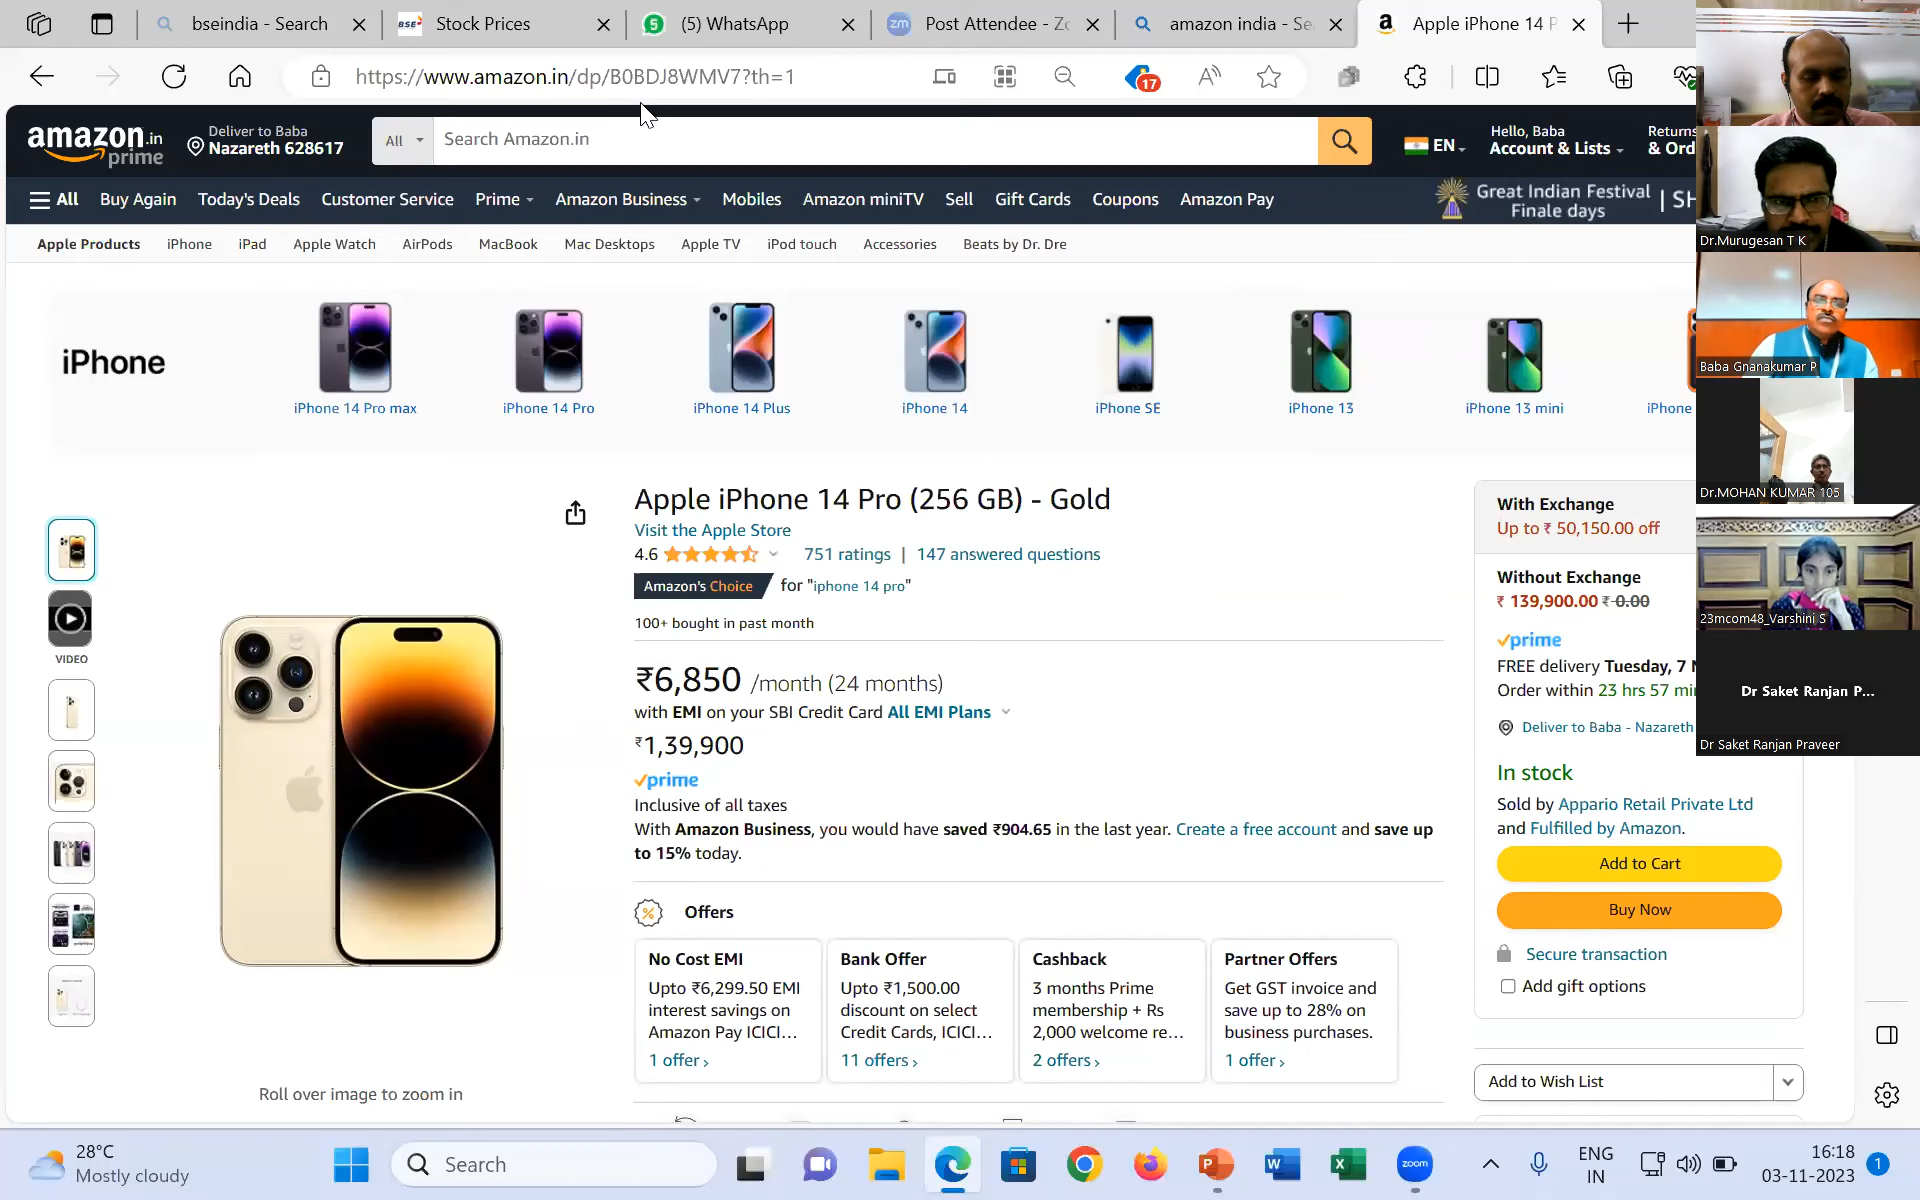 bseindia - Search
BSE
Stock Prices
(5) WhatsApp
zm
Post Attendee - Zo
amazon india - Se
Apple iPhone 14 P
https://www.amazon.in/dp/B0BDJ8WMV7?th=1
17
amazon.in
prime
Deliver to Baba
Nazareth 628617
All
Search Amazon.in
EN
Hello, Baba
Account & Lists
Returns
& Ord
All
Buy Again
Today's Deals
Customer Service
Prime
Amazon Business
Mobiles
Amazon miniTV
Sell
Gift Cards
Coupons
Amazon Pay
Great Indian Festival
Finale days
| SH
Apple Products
iPhone
iPad
Apple Watch
AirPods
MacBook
Mac Desktops
Apple TV
iPod touch
Accessories
Beats by Dr. Dre
iPhone
iPhone 14 Pro max
iPhone 14 Pro
iPhone 14 Plus
iPhone 14
iPhone SE
iPhone 13
iPhone 13 mini
iPhone
VIDEO
Roll over image to zoom in
Apple iPhone 14 Pro (256 GB) - Gold
Visit the Apple Store
4.6
751 ratings | 147 answered questions
Amazon's Choice for "iphone 14 pro"
100+ bought in past month
₹6,850 /month (24 months)
with EMI on your SBI Credit Card All EMI Plans
₹1,39,900
prime
Inclusive of all taxes
With Amazon Business, you would have saved ₹904.65 in the last year. Create a free account and save up
to 15% today.
Offers
No Cost EMI
Upto ₹6,299.50 EMI
interest savings on
Amazon Pay ICICI…
1 offer ›
Bank Offer
Upto ₹1,500.00
discount on select
Credit Cards, ICICI…
11 offers ›
Cashback
3 months Prime
membership + Rs
2,000 welcome re…
2 offers ›
Partner Offers
Get GST invoice and
save up to 28% on
business purchases.
1 offer ›
With Exchange
Up to ₹ 50,150.00 off
Without Exchange
₹ 139,900.00 ₹ 0.00
prime
FREE delivery Tuesday, 7
Order within 23 hrs 57 min
Deliver to Baba - Nazareth
In stock
Sold by Appario Retail Private Ltd
and Fulfilled by Amazon.
Add to Cart
Buy Now
Secure transaction
Add gift options
Add to Wish List
Dr.Murugesan T K
Baba Gnanakumar P
Dr.MOHAN KUMAR 105
23mcom48_Varshini S
Dr Saket Ranjan P...
Dr Saket Ranjan Praveer
28°C
Mostly cloudy
Search
zoom
ENG
IN
16:18
03-11-2023
1